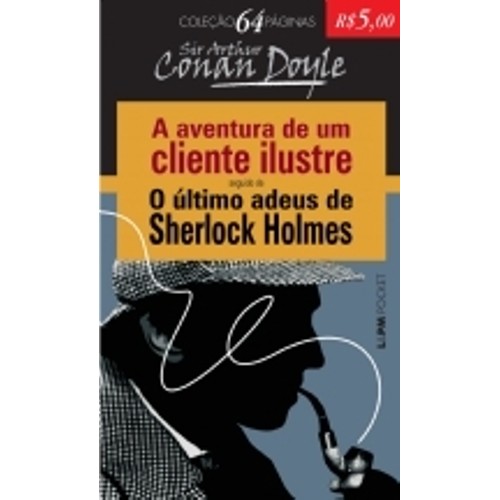 COLEÇÃO 64 PÁGINAS
R$5,00
Sir Arthur
Conan Doyle
A aventura de um
cliente ilustre
seguido de
O último adeus de
Sherlock Holmes
L&PM POCKET